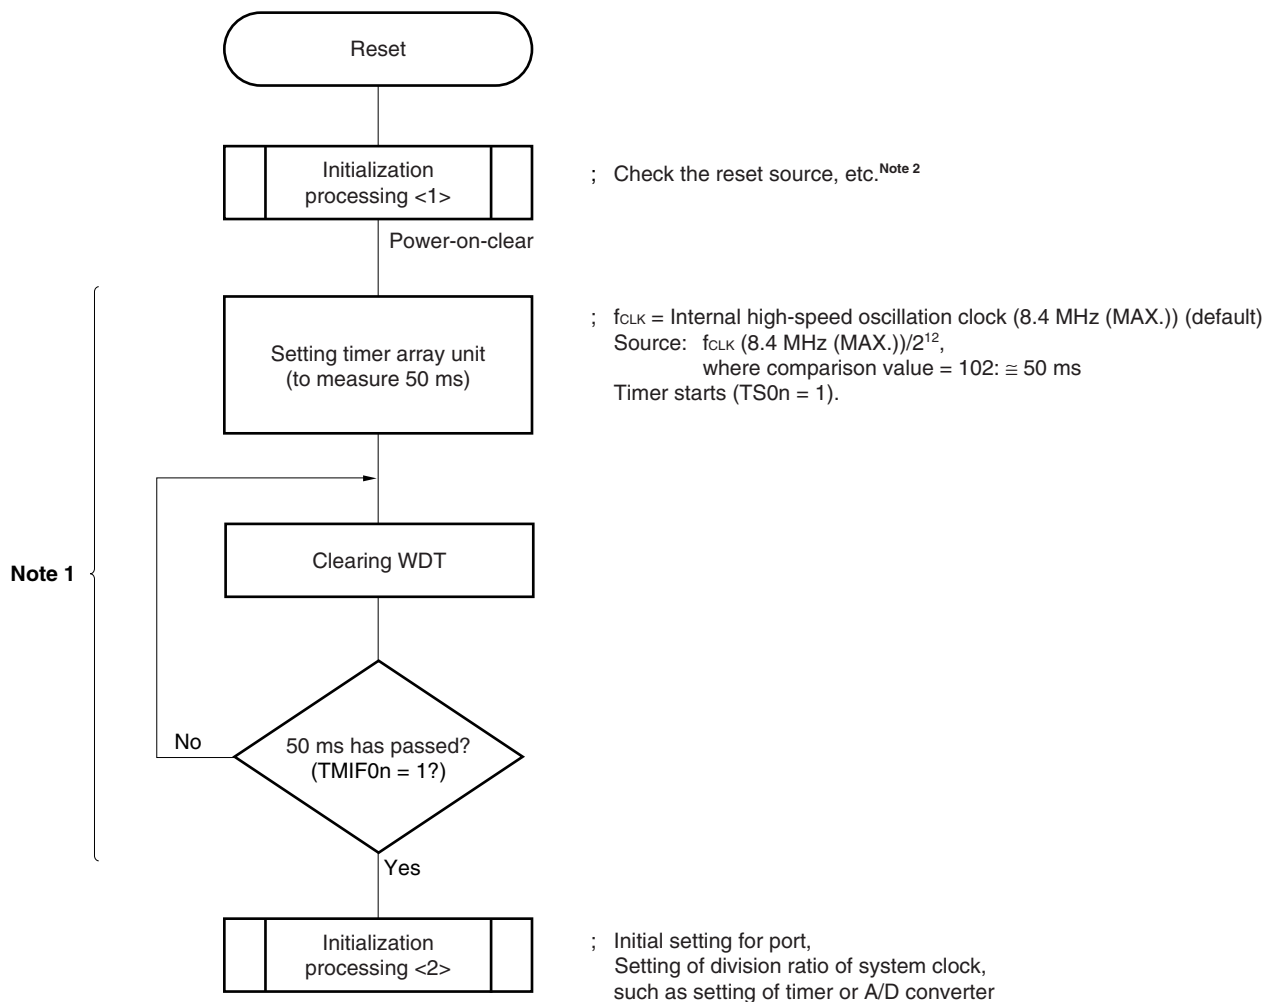 Reset
Initialization
processing <1>
; Check the reset source, etc.Note 2
Power-on-clear
Setting timer array unit
(to measure 50 ms)
; fCLK = Internal high-speed oscillation clock (8.4 MHz (MAX.)) (default)
Source: fCLK (8.4 MHz (MAX.))/2¹²,
where comparison value = 102: ≅ 50 ms
Timer starts (TS0n = 1).
Note 1
Clearing WDT
No
50 ms has passed?
(TMIF0n = 1?)
Yes
Initialization
processing <2>
; Initial setting for port,
Setting of division ratio of system clock,
such as setting of timer or A/D converter